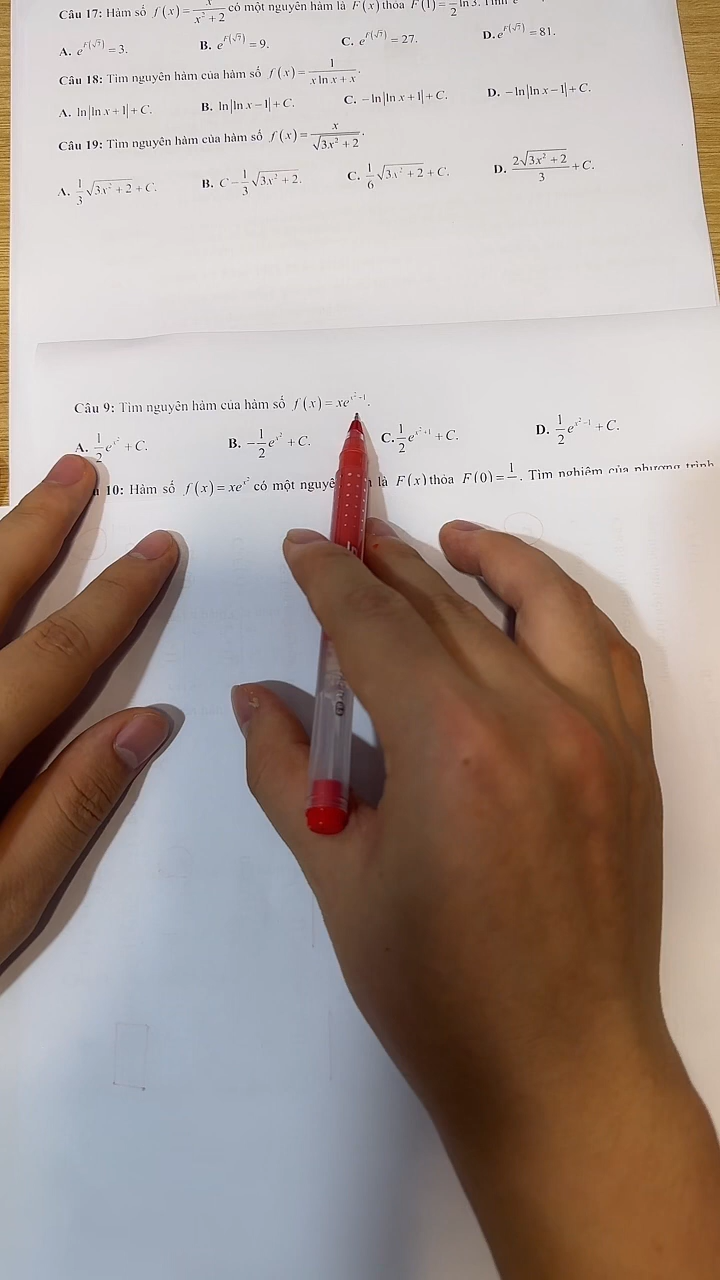 Câu 17: Hàm số f(x) = x/(x² + 2) có một nguyên hàm là F(x) thỏa F(1) = 1/2 ln 3. Tính e
A. e^{F(√7)} = 3. B. e^{F(√7)} = 9. C. e^{F(√7)} = 27. D. e^{F(√7)} = 81.
Câu 18: Tìm nguyên hàm của hàm số f(x) = 1/(x ln x + x).
A. ln|ln x + 1| + C. B. ln|ln x − 1| + C. C. −ln|ln x + 1| + C. D. −ln|ln x − 1| + C.
Câu 19: Tìm nguyên hàm của hàm số f(x) = x/√(3x² + 2).
A. 1/3 √(3x² + 2) + C. B. C − 1/3 √(3x² + 2). C. 1/6 √(3x² + 2) + C. D. 2√(3x² + 2)/3 + C.
Câu 9: Tìm nguyên hàm của hàm số f(x) = xe^{x²−1}.
A. 1/2 e^{x²} + C. B. −1/2 e^{x²} + C. C. 1/2 e^{x²+1} + C. D. 1/2 e^{x²−1} + C.
10: Hàm số f(x) = xe^{x²} có một là F(x) thỏa F(0) = 1 . Tìm nghiệm của phương trình